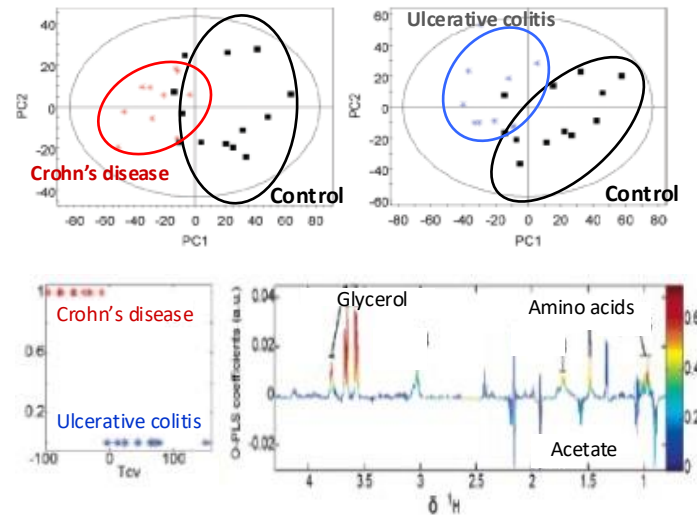 40
20
0
-20
-40
PC2
-80 -60 -40 -20 0 20 40 60 80
PC1
Crohn's disease
Control
60
40
20
0
-20
-40
-60
PC2
-80 -60 -40 -20 0 20 40 60 80
PC1
Ulcerative colitis
Control
1
0.6
0.2
0
Crohn's disease
Ulcerative colitis
-100 0 100
Tcv
0.04
0.02
0
-0.02
O-PLS coefficients (a.u.)
Glycerol
Amino acids
Acetate
4 3.5 3 2.5 2 1.5 1
δ ¹H
0.6
0.4
0.2
0